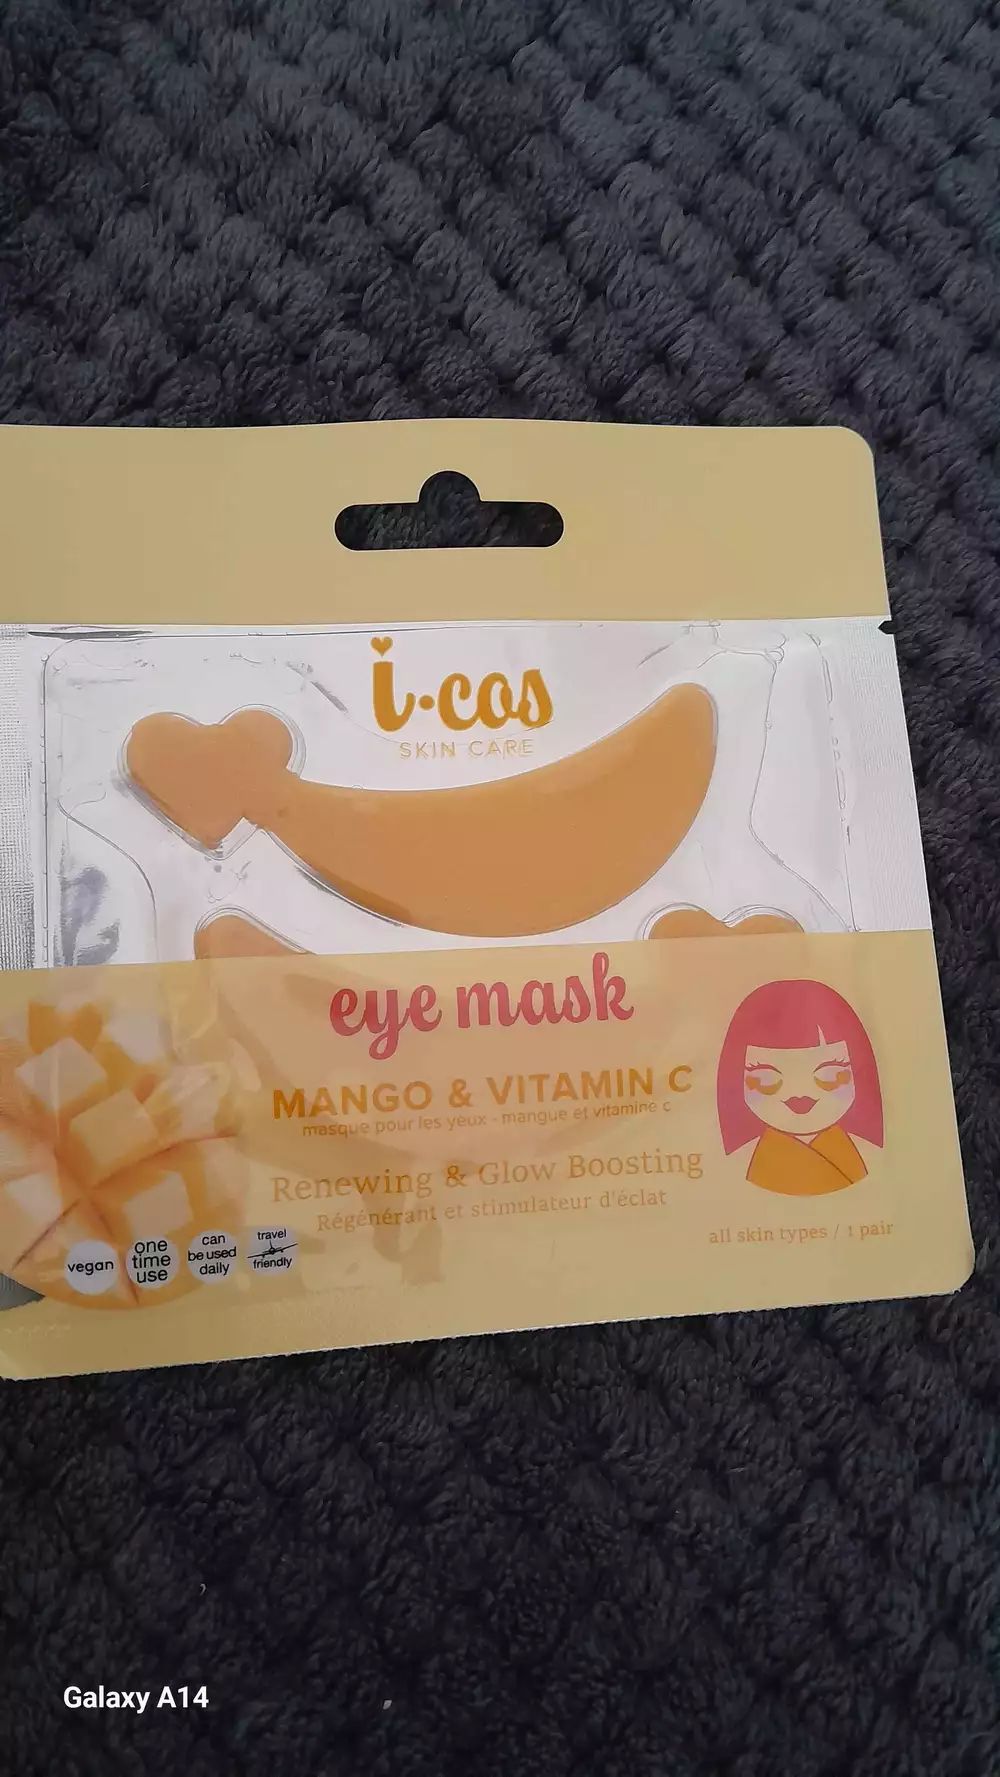 i·cos
SKIN CARE
eye mask
MANGO & VITAMIN C
masque pour les yeux - mangue et vitamine c
Renewing & Glow Boosting
Régénérant et stimulateur d'éclat
all skin types / 1 pair
vegan
one
time
use
can
be used
daily
travel
friendly
Galaxy A14